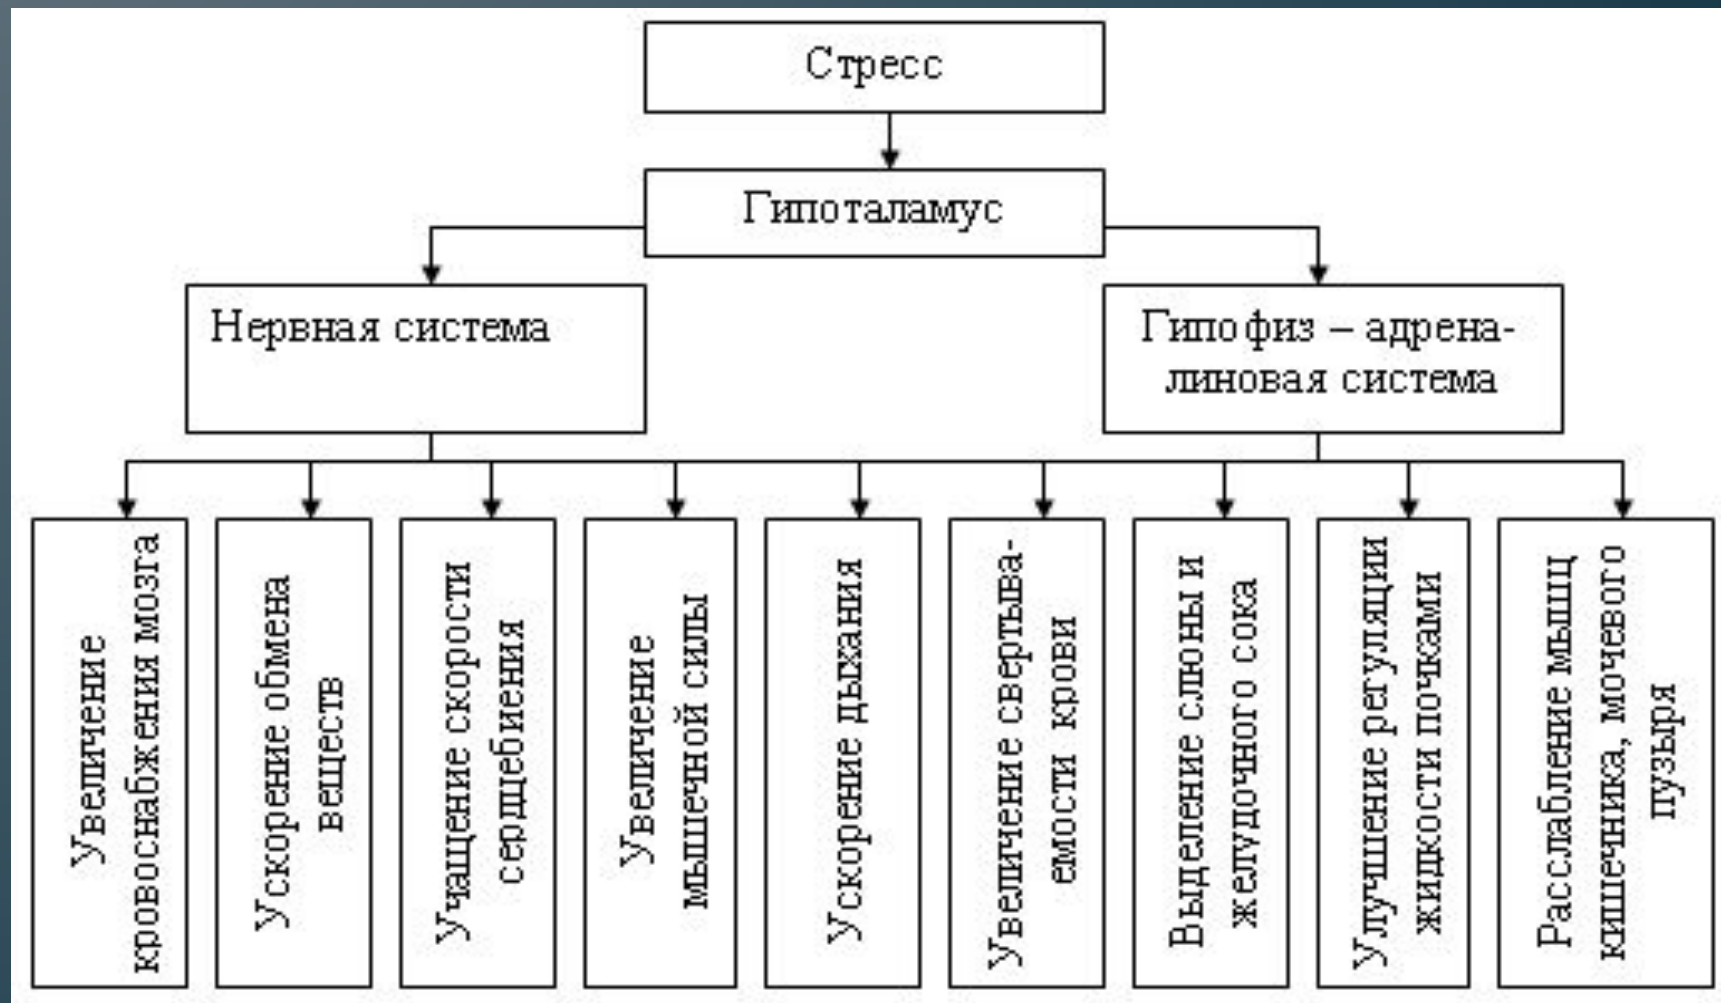 Стресс
Гипоталамус
Нервная система
Гипофиз – адрена-
линовая система
Увеличение
кровоснабжения мозга
Ускорение обмена
веществ
Учащение скорости
сердцебиения
Увеличение
мышечной силы
Ускорение дыхания
Увеличение свертыва-
емости крови
Выделение слюны и
желудочного сока
Улучшение регуляции
жидкости почками
Расслабление мышц
кишечника, мочевого
пузыря